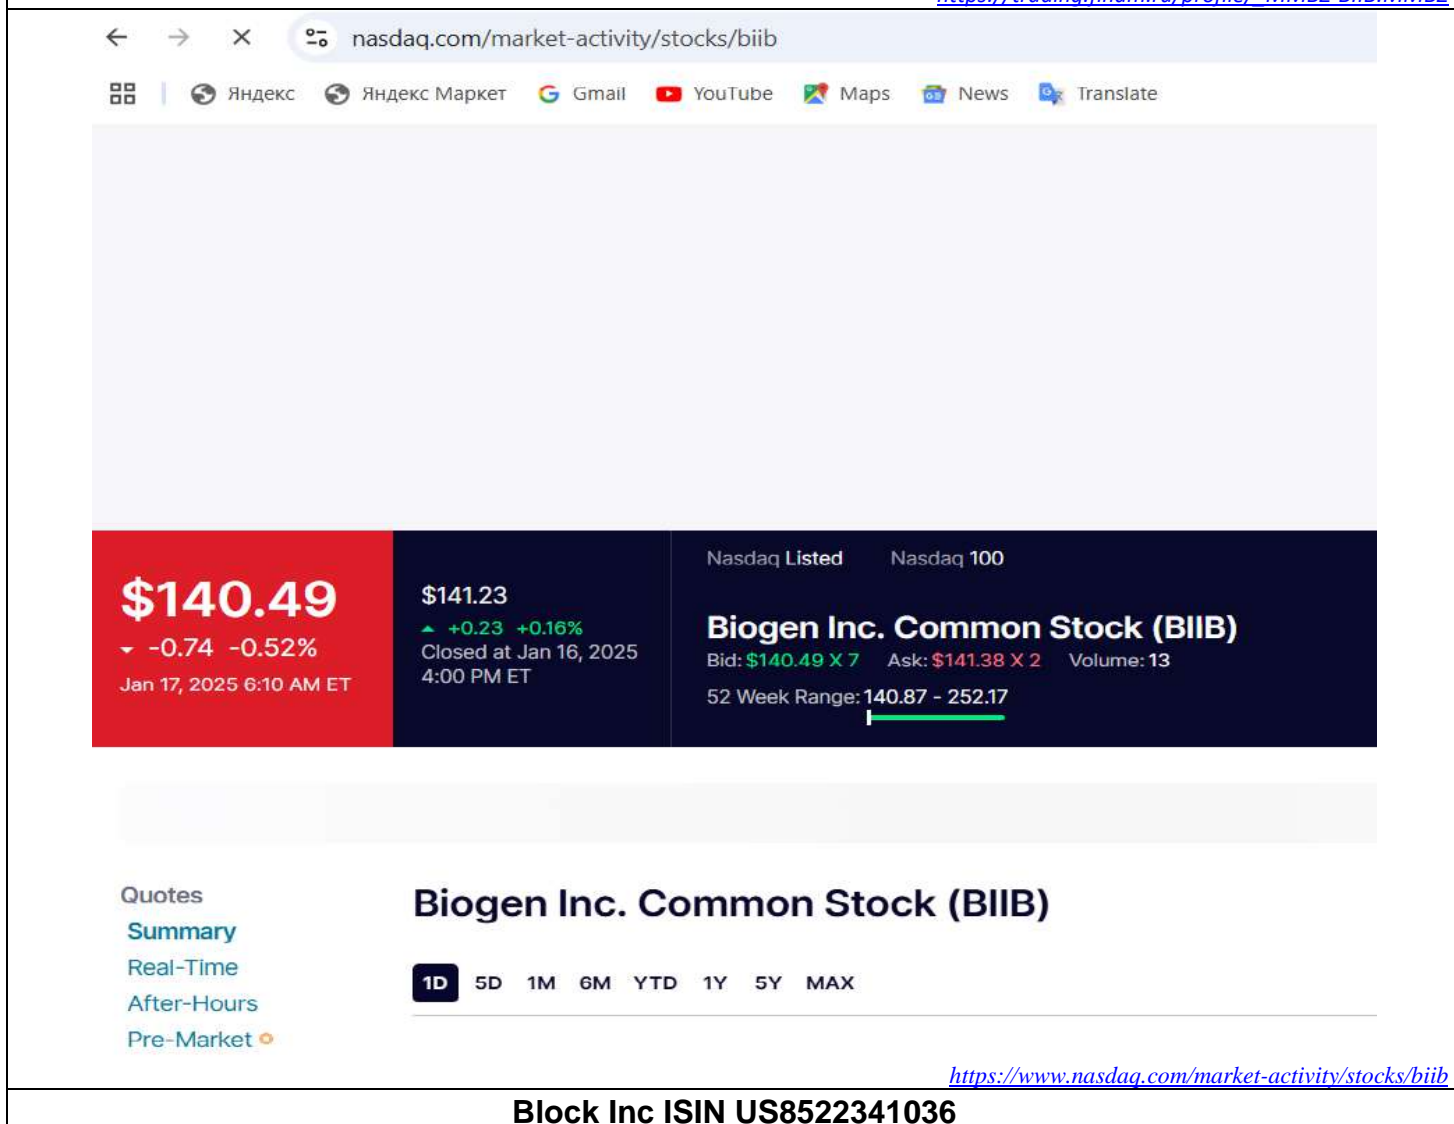 nasdaq.com/market-activity/stocks/biib
Яндекс Яндекс Маркет Gmail YouTube Maps News Translate
Nasdaq Listed Nasdaq 100
$140.49
-0.74 -0.52%
Jan 17, 2025 6:10 AM ET
$141.23
+0.23 +0.16%
Closed at Jan 16, 2025
4:00 PM ET
Biogen Inc. Common Stock (BIIB)
Bid: $140.49 X 7 Ask: $141.38 X 2 Volume: 13
52 Week Range: 140.87 - 252.17
Quotes
Summary
Real-Time
After-Hours
Pre-Market
Biogen Inc. Common Stock (BIIB)
1D 5D 1M 6M YTD 1Y 5Y MAX
https://www.nasdaq.com/market-activity/stocks/biib
Block Inc ISIN US8522341036